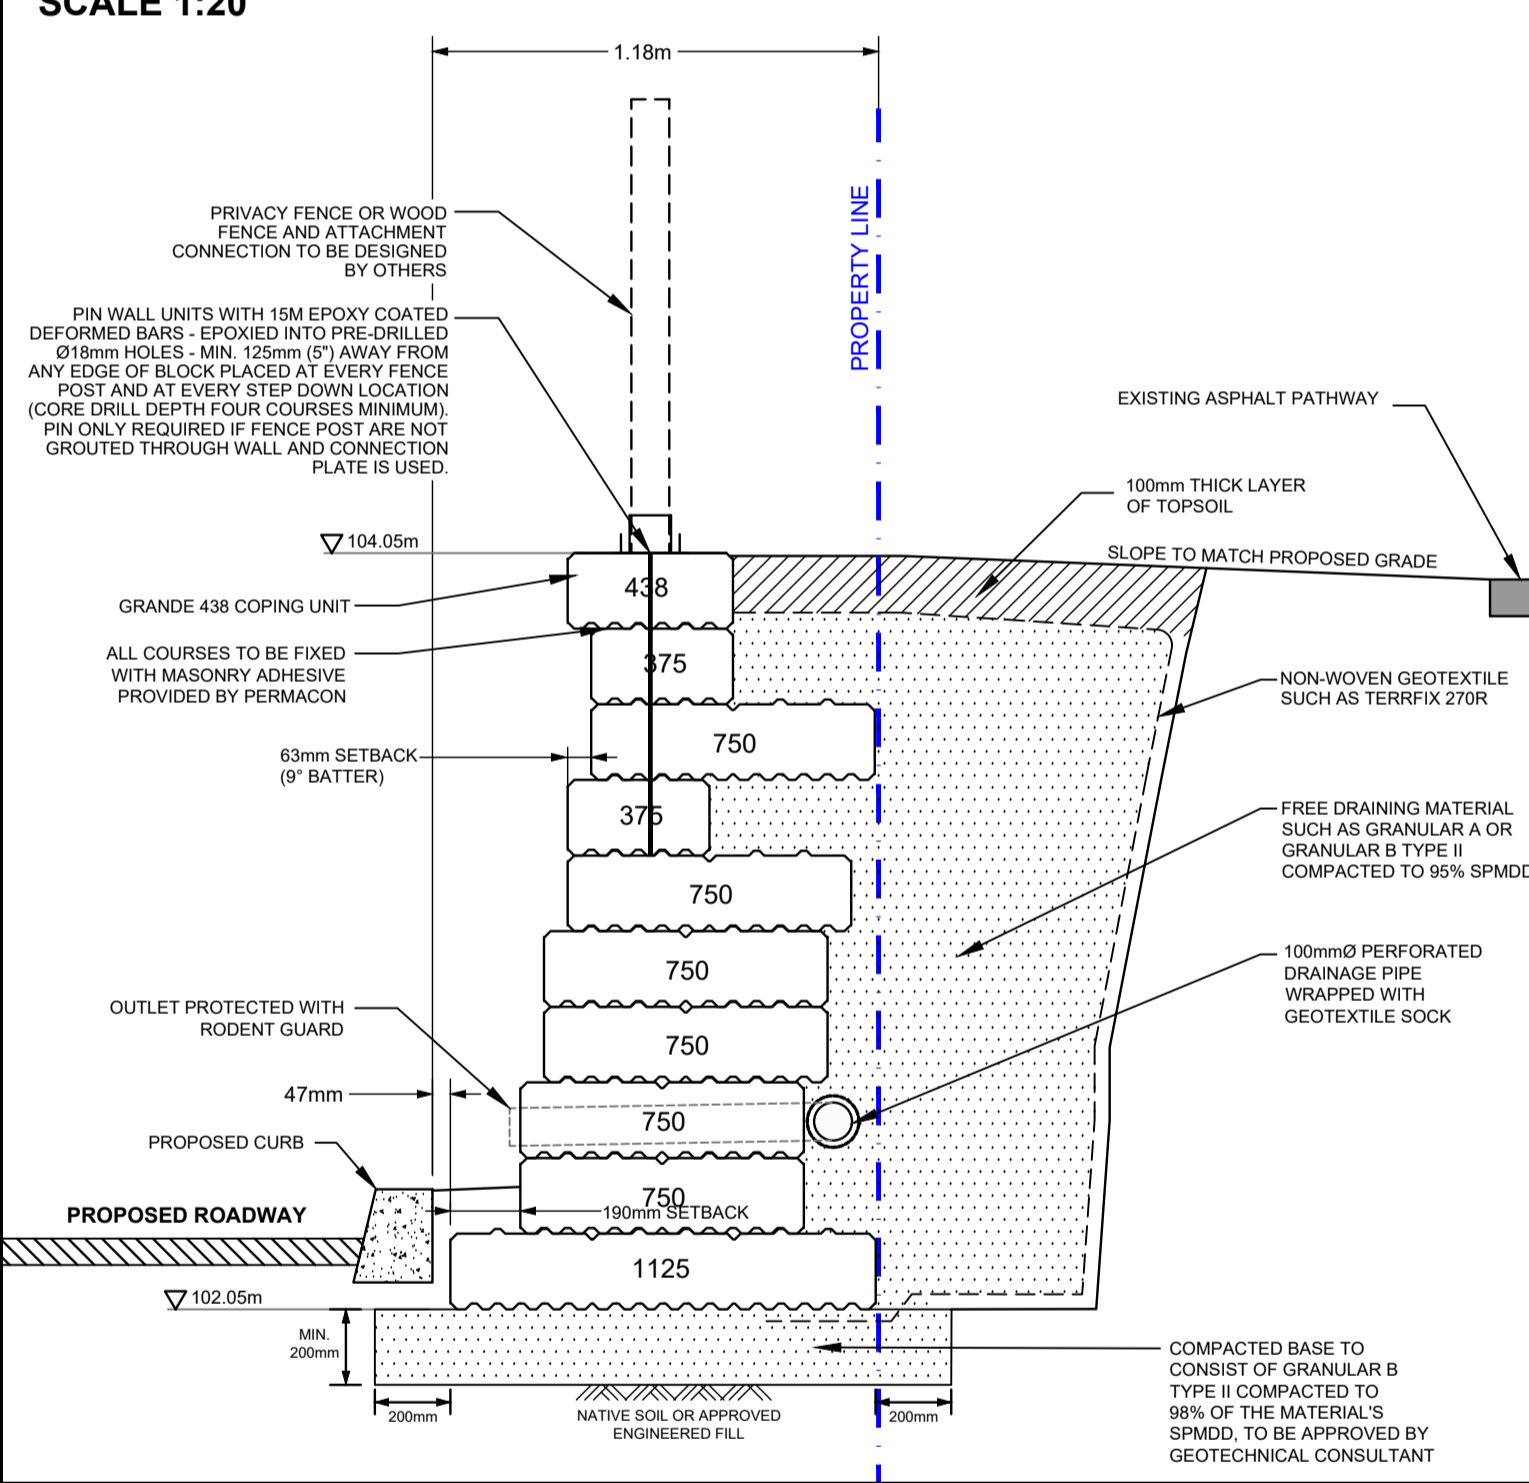 SCALE 1:20
1.18m
PROPERTY LINE
PRIVACY FENCE OR WOOD
FENCE AND ATTACHMENT
CONNECTION TO BE DESIGNED
BY OTHERS
PIN WALL UNITS WITH 15M EPOXY COATED
DEFORMED BARS - EPOXIED INTO PRE-DRILLED
Ø18mm HOLES - MIN. 125mm (5") AWAY FROM
ANY EDGE OF BLOCK PLACED AT EVERY FENCE
POST AND AT EVERY STEP DOWN LOCATION
(CORE DRILL DEPTH FOUR COURSES MINIMUM).
PIN ONLY REQUIRED IF FENCE POST ARE NOT
GROUTED THROUGH WALL AND CONNECTION
PLATE IS USED.
EXISTING ASPHALT PATHWAY
100mm THICK LAYER
OF TOPSOIL
104.05m
SLOPE TO MATCH PROPOSED GRADE
438
GRANDE 438 COPING UNIT
ALL COURSES TO BE FIXED
WITH MASONRY ADHESIVE
PROVIDED BY PERMACON
375
NON-WOVEN GEOTEXTILE
SUCH AS TERRFIX 270R
63mm SETBACK
(9° BATTER)
750
375
FREE DRAINING MATERIAL
SUCH AS GRANULAR A OR
GRANULAR B TYPE II
COMPACTED TO 95% SPMDD
750
750
100mmØ PERFORATED
DRAINAGE PIPE
WRAPPED WITH
GEOTEXTILE SOCK
OUTLET PROTECTED WITH
RODENT GUARD
750
47mm
750
PROPOSED CURB
750
190mm SETBACK
PROPOSED ROADWAY
1125
102.05m
MIN.
200mm
COMPACTED BASE TO
CONSIST OF GRANULAR B
TYPE II COMPACTED TO
98% OF THE MATERIAL'S
SPMDD, TO BE APPROVED BY
GEOTECHNICAL CONSULTANT
200mm
NATIVE SOIL OR APPROVED
ENGINEERED FILL
200mm